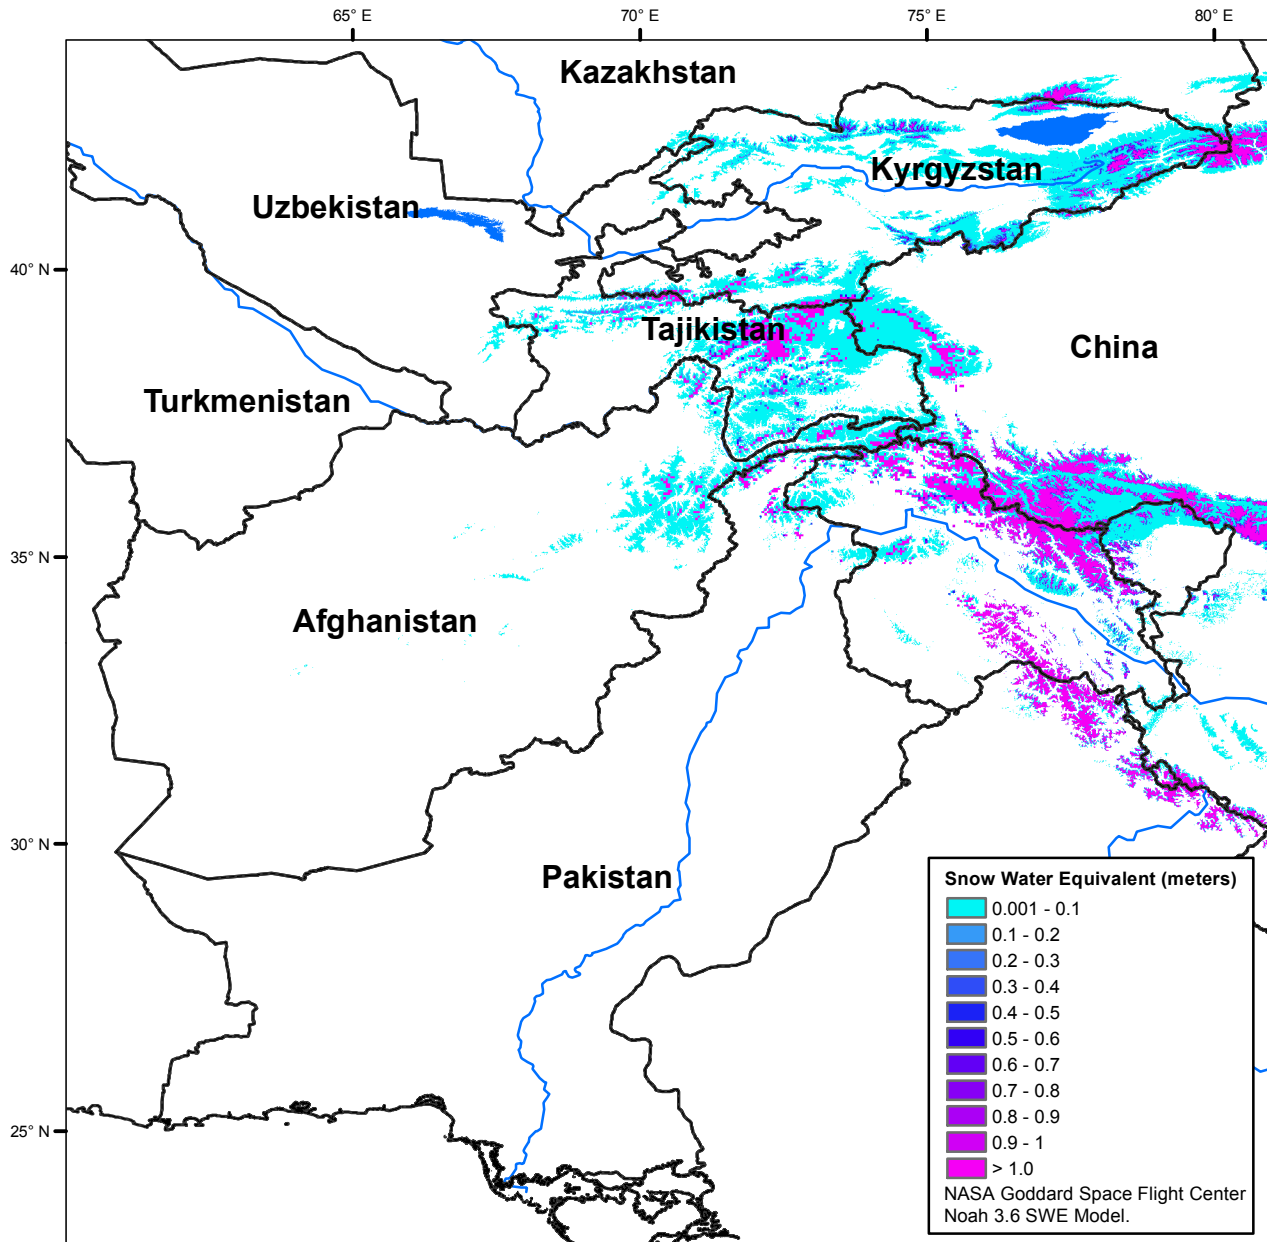 65° E
70° E
75° E
80° E
Kazakhstan
Kyrgyzstan
Uzbekistan
40° N
Tajikistan
China
Turkmenistan
35° N
Afghanistan
30° N
Pakistan
25° N
Snow Water Equivalent (meters)
0.001 - 0.1
0.1 - 0.2
0.2 - 0.3
0.3 - 0.4
0.4 - 0.5
0.5 - 0.6
0.6 - 0.7
0.7 - 0.8
0.8 - 0.9
0.9 - 1
> 1.0
NASA Goddard Space Flight Center
Noah 3.6 SWE Model.